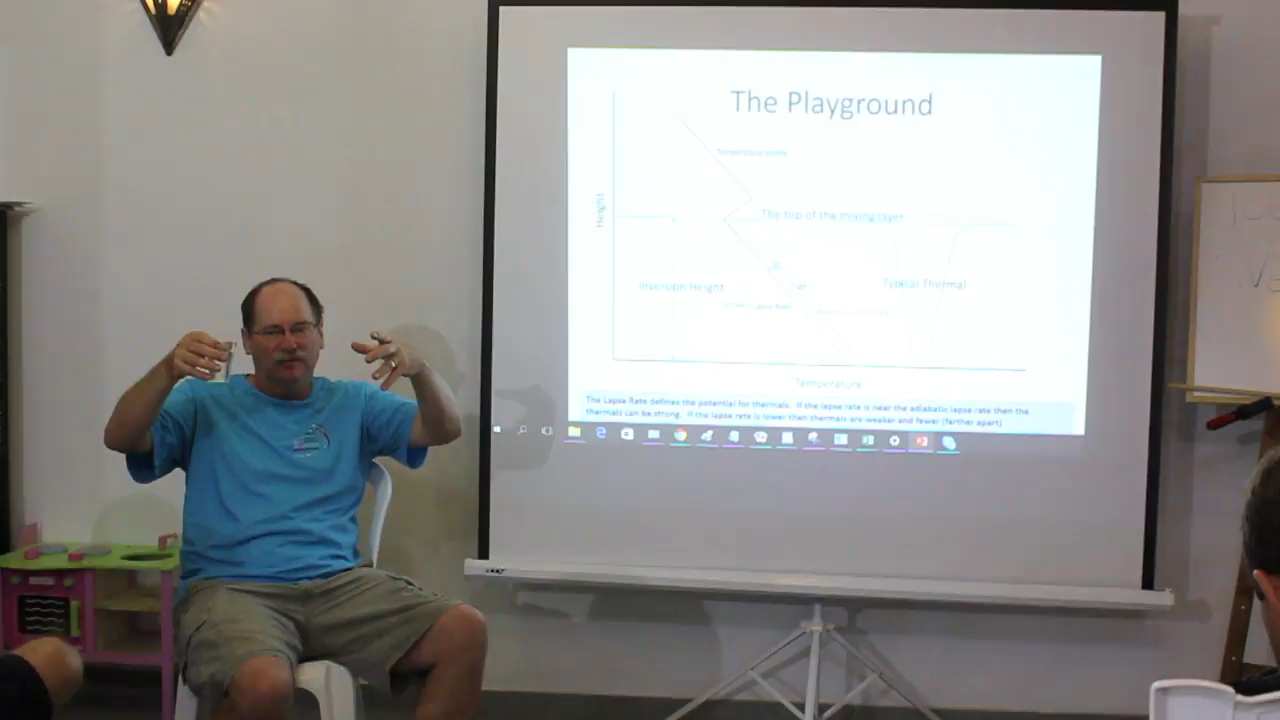 The Playground
Height
The top of the mixing layer
Inversion Height
Typical Thermal
Temperature
The Lapse Rate defines the potential for thermals. If the lapse rate is near the adiabatic lapse rate then the
thermals can be strong. If the lapse rate is lower than thermals are weaker and fewer (farther apart)